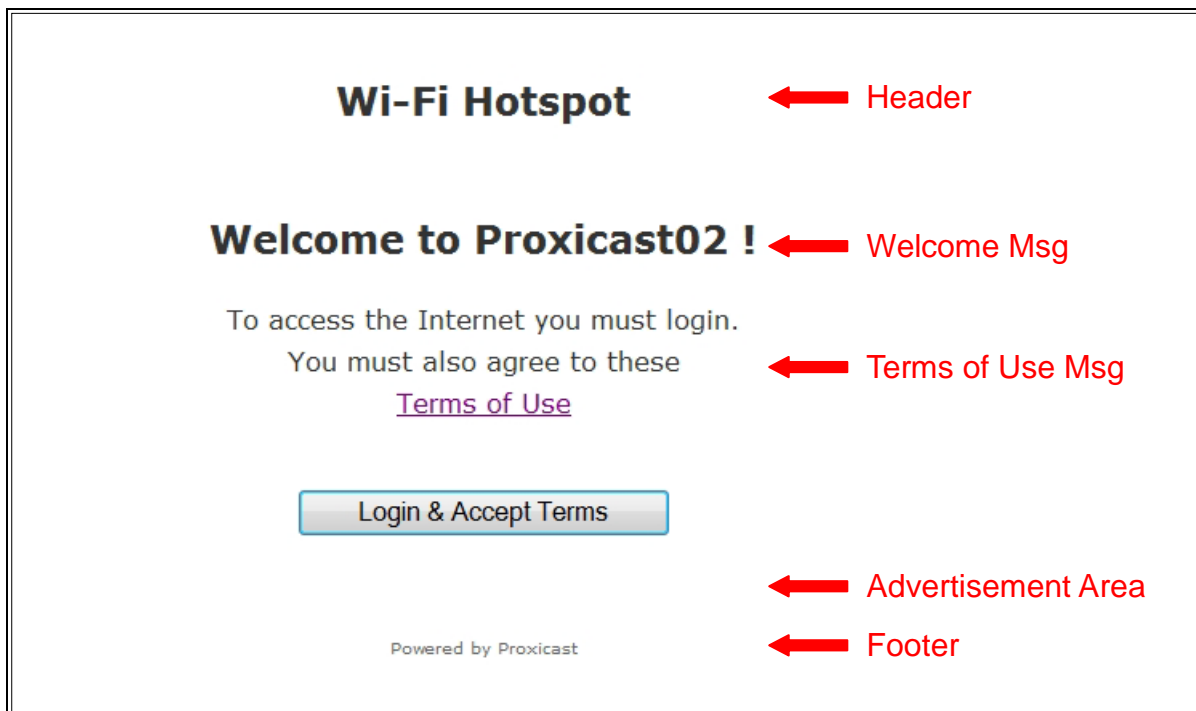 Wi-Fi Hotspot
Header
Welcome to Proxicast02 !
Welcome Msg
To access the Internet you must login.
You must also agree to these
Terms of Use Msg
Terms of Use
Login & Accept Terms
Advertisement Area
Powered by Proxicast
Footer